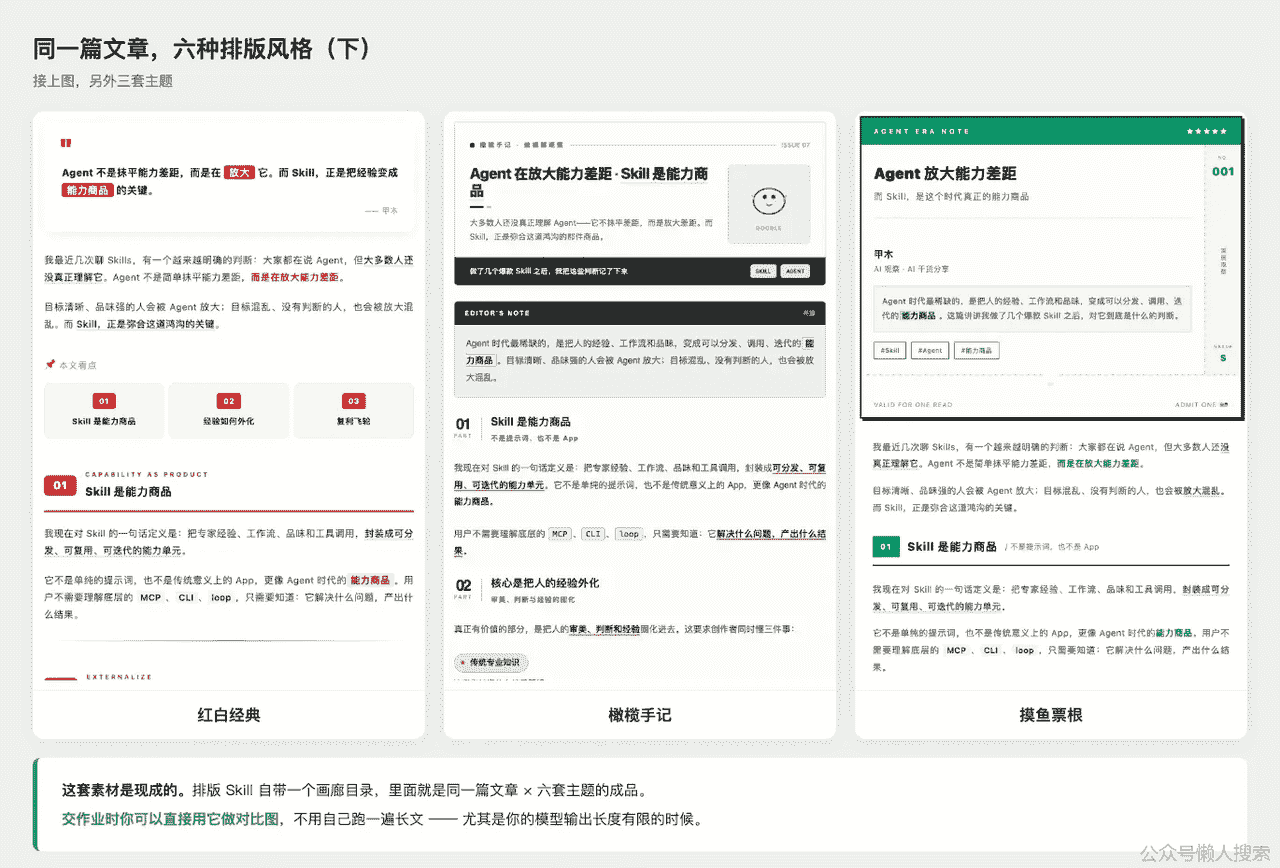 同一篇文章，六种排版风格（下）
接上图，另外三套主题
Agent 不是抹平能力差距，而是在 放大 它。而 Skill，正是把经验变成
能力商品 的关键。
—— 甲木
我最近几次聊 Skills，有一个越来越明确的判断：大家都在说 Agent，但大多数人还
没真正理解它。Agent 不是简单抹平能力差距，而是在放大能力差距。
目标清晰、品味强的人会被 Agent 放大；目标混乱、没有判断的人，也会被放大混
乱。而 Skill，正是弥合这道鸿沟的关键。
📌 本文看点
01
Skill 是能力商品
02
经验如何外化
03
复利飞轮
01
CAPABILITY AS PRODUCT
Skill 是能力商品
我现在对 Skill 的一句话定义是：把专家经验、工作流、品味和工具调用，封装成可分
发、可复用、可迭代的能力单元。
它不是单纯的提示词，也不是传统意义上的 App，更像 Agent 时代的 能力商品 。用
户不需要理解底层的 MCP 、 CLI 、 loop ，只需要知道：它解决什么问题，产出什
么结果。
EXTERNALIZE
红白经典
橄榄手记 ·
ISSUE 07
Agent 在放大能力差距 · Skill 是能力商
品
大多数人还没真正理解 Agent——它不抹平差距，而是放大差距。而
Skill，正是弥合这道鸿沟的那件商品。
DOODLE
做了几个爆款 Skill 之后，我把这些判断记了下来
SKILL
AGENT
EDITOR'S NOTE
Agent 时代最稀缺的，是把人的经验、工作流和品味，变成可以分发、调用、迭代的 能
力商品 。目标清晰、品味强的人会被 Agent 放大；目标混乱、没有判断的人，也会被放
大混乱。
01
PART
Skill 是能力商品
不是提示词，也不是 App
我现在对 Skill 的一句话定义是：把专家经验、工作流、品味和工具调用，封装成可分发、可复
用、可迭代的能力单元。它不是单纯的提示词，也不是传统意义上的 App，更像 Agent 时代的
能力商品。
用户不需要理解底层的 MCP 、 CLI 、 loop ，只需要知道：它解决什么问题，产出什么结
果。
02
PART
核心是把人的经验外化
审美、判断与经验的固化
真正有价值的部分，是把人的审美、判断和经验固化进去。这要求创作者同时懂三件事：
传统专业知识
橄榄手记
AGENT ERA NOTE
★★★★★
Agent 放大能力差距
而 Skill，是这个时代真正的能力商品
NO.
001
甲木
AI 观察 · AI 干货分享
Agent 时代最稀缺的，是把人的经验、工作流和品味，变成可以分发、调用、迭
代的 能力商品 。这篇讲讲我做了几个爆款 Skill 之后，对它到底是什么的判断。
#Skill
#Agent
#能力商品
S
VALID FOR ONE READ
ADMIT ONE
我最近几次聊 Skills，有一个越来越明确的判断：大家都在说 Agent，但大多数人还没
真正理解它。Agent 不是简单抹平能力差距，而是在放大能力差距。
目标清晰、品味强的人会被 Agent 放大；目标混乱、没有判断的人，也会被放大混乱。
而 Skill，正是弥合这道鸿沟的关键。
01
Skill 是能力商品
/ 不是提示词，也不是 App
我现在对 Skill 的一句话定义是：把专家经验、工作流、品味和工具调用，封装成可分
发、可复用、可迭代的能力单元。
它不是单纯的提示词，也不是传统意义上的 App，更像 Agent 时代的能力商品。用户不
需要理解底层的 MCP 、 CLI 、 loop ，只需要知道：它解决什么问题，产出什么结
果。
摸鱼票根
这套素材是现成的。排版 Skill 自带一个画廊目录，里面就是同一篇文章 × 六套主题的成品。
交作业时你可以直接用它做对比图，不用自己跑一遍长文 —— 尤其是你的模型输出长度有限的时候。
公众号懒人搜索